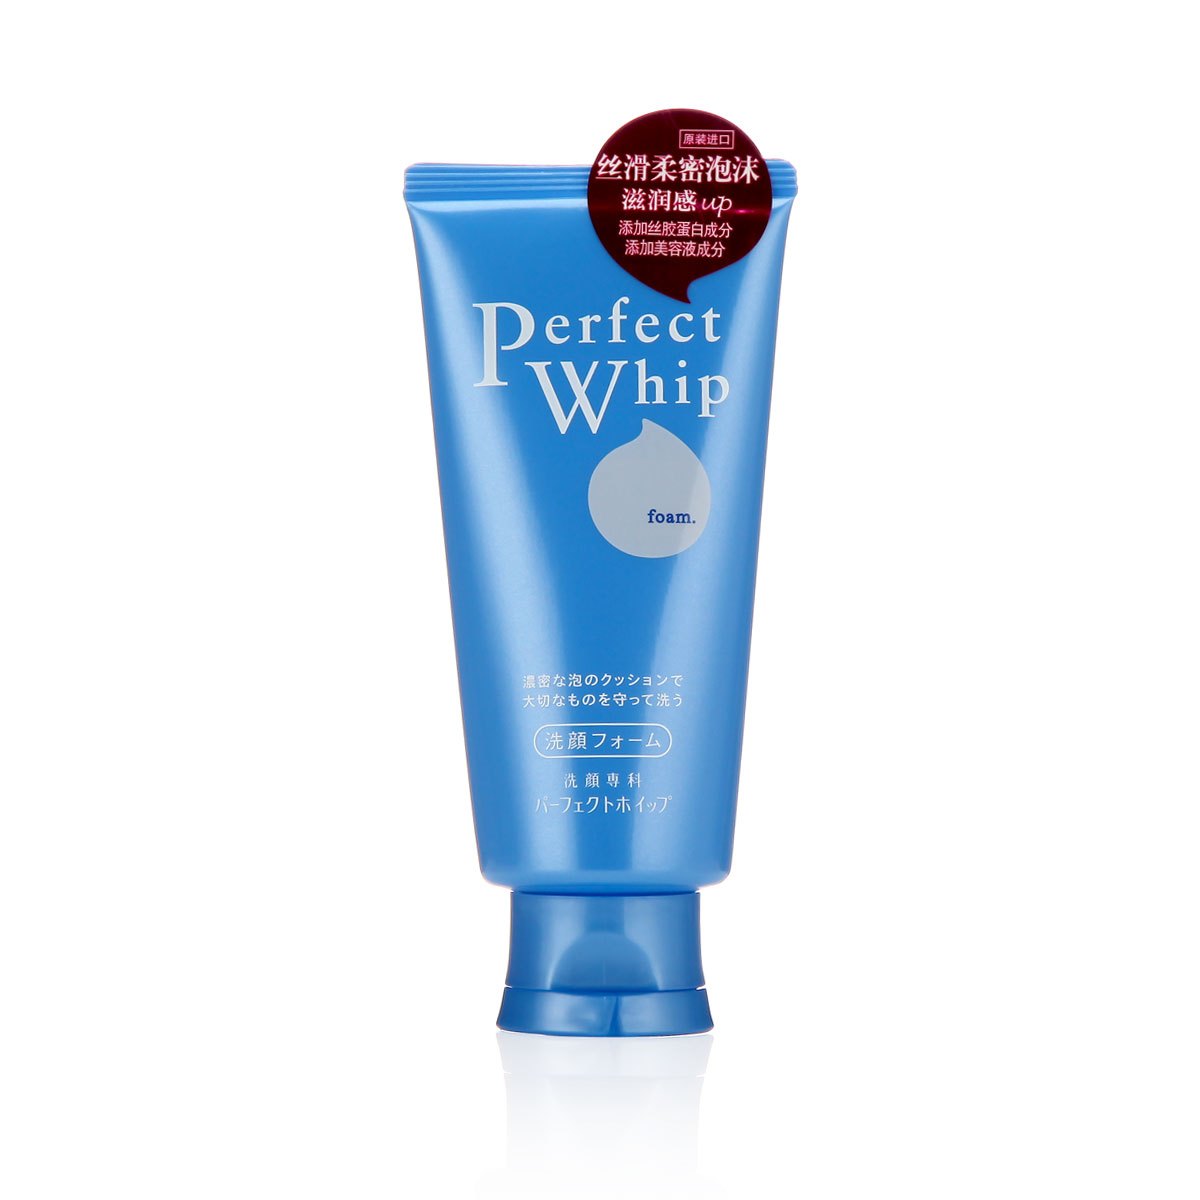 原装进口
丝滑柔密泡沫
滋润感up
添加丝胶蛋白成分
添加美容液成分
Perfect
Whip
foam.
濃密な泡のクッションで
大切なものを守って洗う
洗顔フォーム
洗顔専科
パーフェクトホイップ